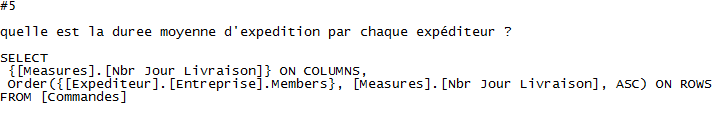 #5
quelle est la duree moyenne d'expedition par chaque expéditeur ?
SELECT
{[Measures].[Nbr Jour Livraison]} ON COLUMNS,
Order({[Expediteur].[Entreprise].Members}, [Measures].[Nbr Jour Livraison], ASC) ON ROWS
FROM [Commandes]